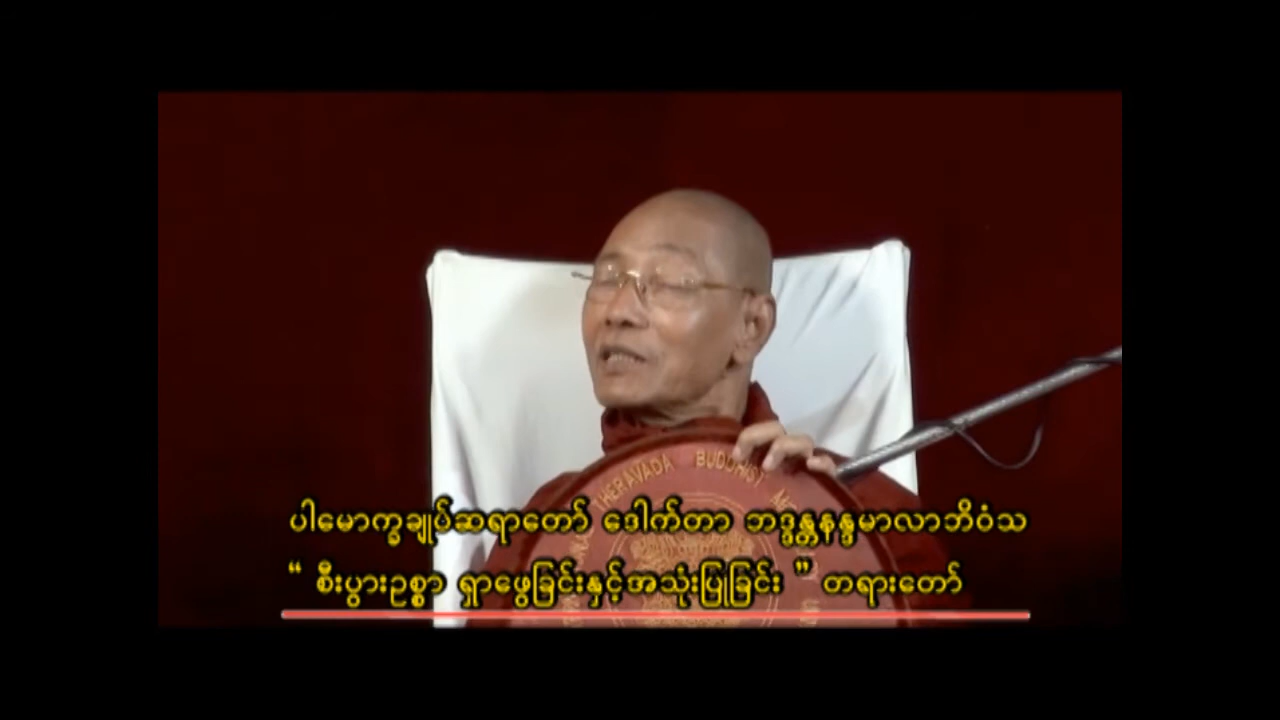 THERAVADA BUDDHIST
ပါမောက္ခချုပ်ဆရာတော် ဒေါက်တာ ဘဒ္ဒန္တနန္ဒမာလာဘိဝံသ
“ စီးပွားဥစ္စာ ရှာဖွေခြင်းနှင့်အသုံးပြုခြင်း ” တရားတော်